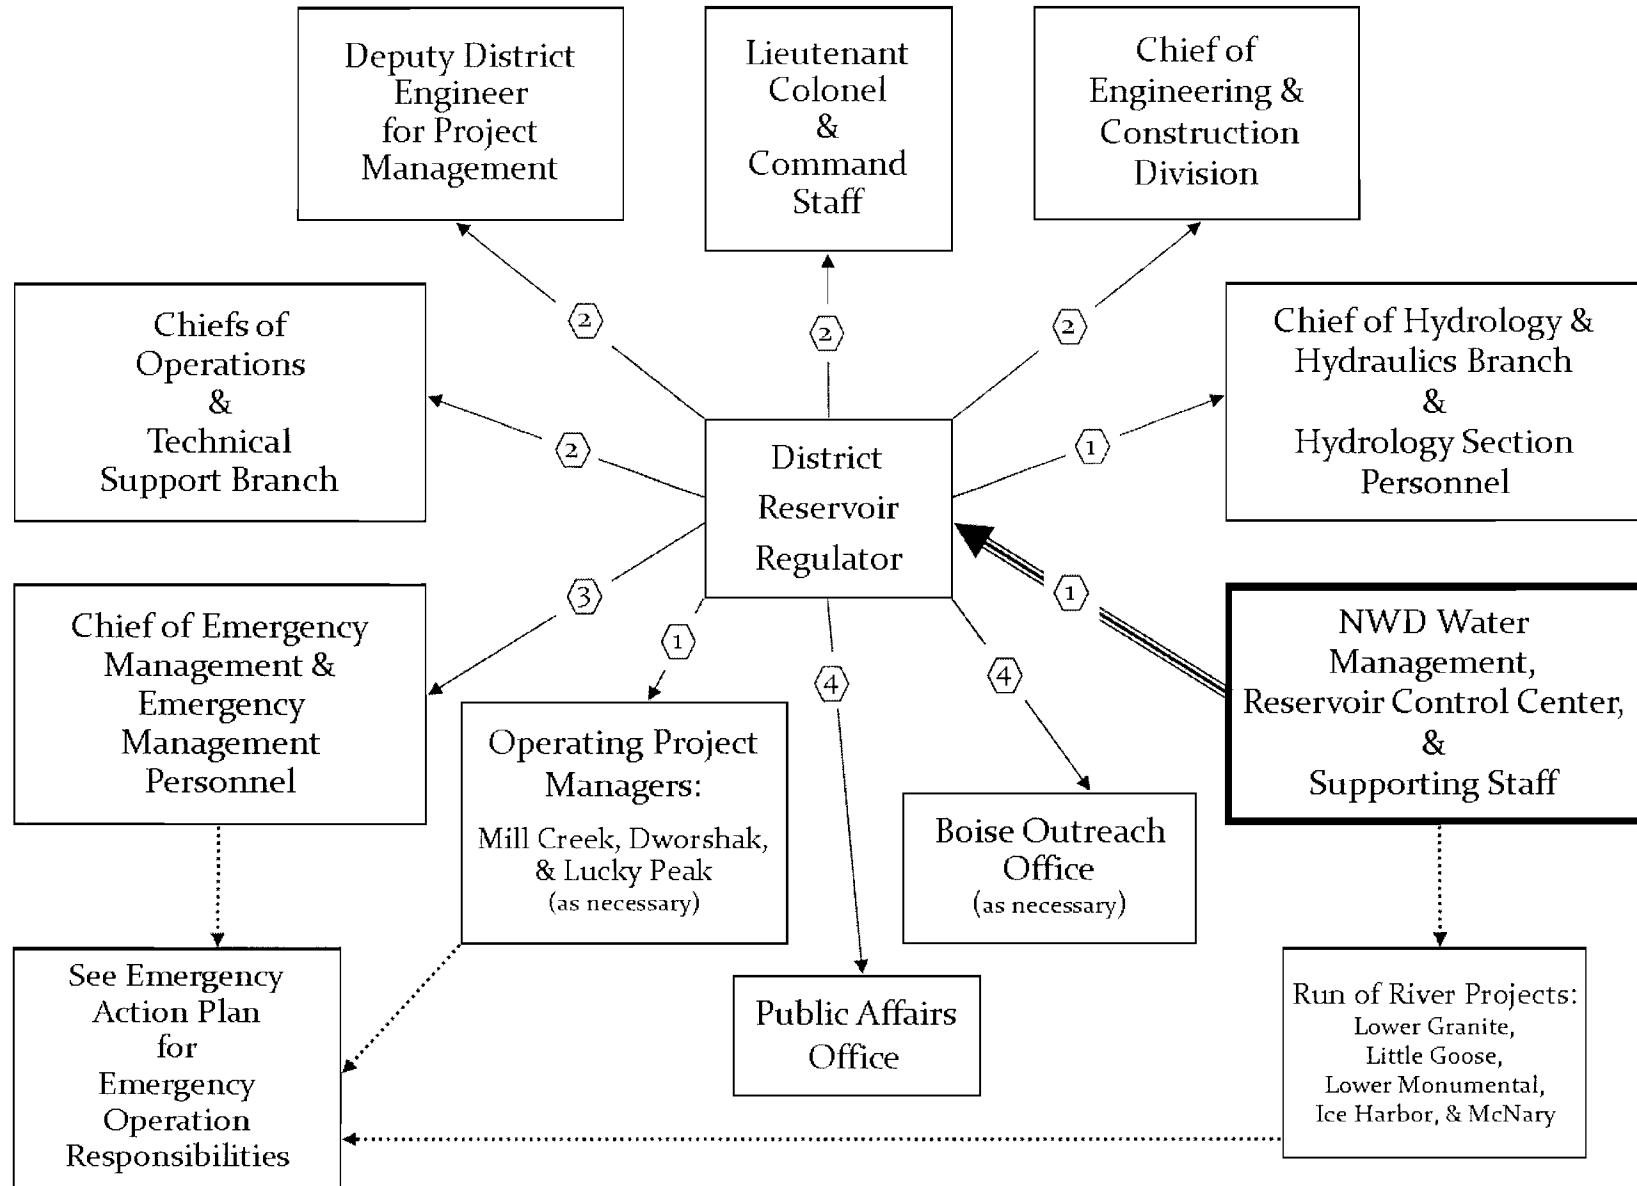 Deputy District
Engineer
for Project
Management
Lieutenant
Colonel
&
Command
Staff
Chief of
Engineering &
Construction
Division
2
2
2
Chiefs of
Operations
&
Technical
Support Branch
2
Chief of Hydrology &
Hydraulics Branch
&
Hydrology Section
Personnel
1
District
Reservoir
Regulator
Chief of Emergency
Management &
Emergency
Management
Personnel
3
1
4
4
1
NWD Water
Management,
Reservoir Control Center,
&
Supporting Staff
Operating Project
Managers:
Mill Creek, Dworshak,
& Lucky Peak
(as necessary)
Boise Outreach
Office
(as necessary)
See Emergency
Action Plan
for
Emergency
Operation
Responsibilities
Public Affairs
Office
Run of River Projects:
Lower Granite,
Little Goose,
Lower Monumental,
Ice Harbor, & McNary